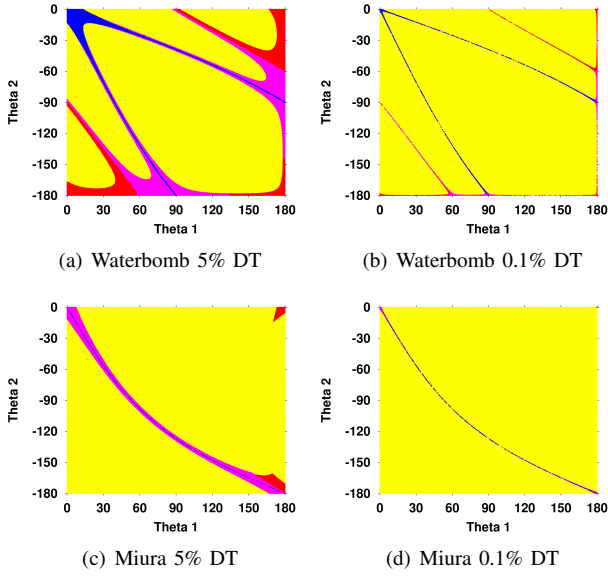 0
-30
-60
-90
-120
-150
-180
Theta 2
0 30 60 90 120 150 180
Theta 1
(a) Waterbomb 5% DT
0
-30
-60
-90
-120
-150
-180
Theta 2
0 30 60 90 120 150 180
Theta 1
(b) Waterbomb 0.1% DT
0
-30
-60
-90
-120
-150
-180
Theta 2
0 30 60 90 120 150 180
Theta 1
(c) Miura 5% DT
0
-30
-60
-90
-120
-150
-180
Theta 2
0 30 60 90 120 150 180
Theta 1
(d) Miura 0.1% DT